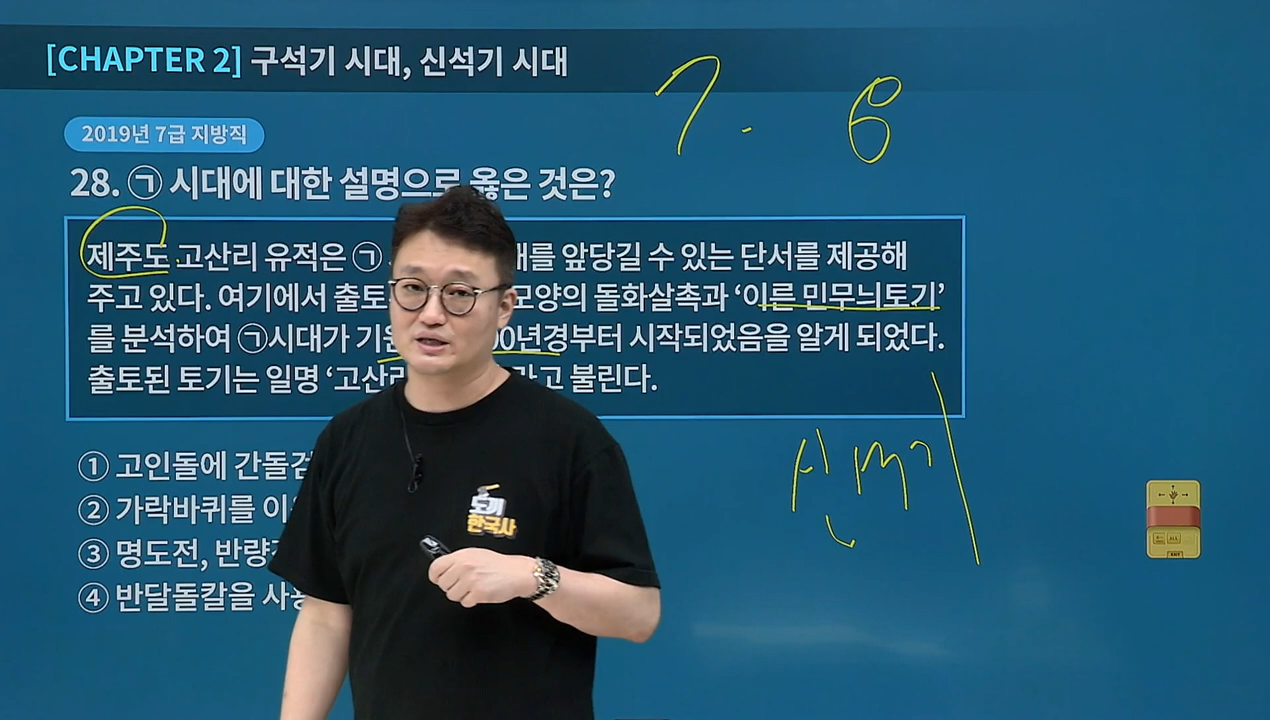 [CHAPTER 2] 구석기 시대, 신석기 시대
7. 8
2019년 7급 지방직
28. ㉠ 시대에 대한 설명으로 옳은 것은?
제주도 고산리 유적은 ㉠ 를 앞당길 수 있는 단서를 제공해
주고 있다. 여기에서 출토 모양의 돌화살촉과 ‘이른 민무늬토기’
를 분석하여 ㉠시대가 기원 00년경부터 시작되었음을 알게 되었다.
출토된 토기는 일명 ‘고산리 라고 불린다.
신석기
① 고인돌에 간돌검
② 가락바퀴를
③ 명도전, 반량
④ 반달돌칼을 사용
도끼
한국사